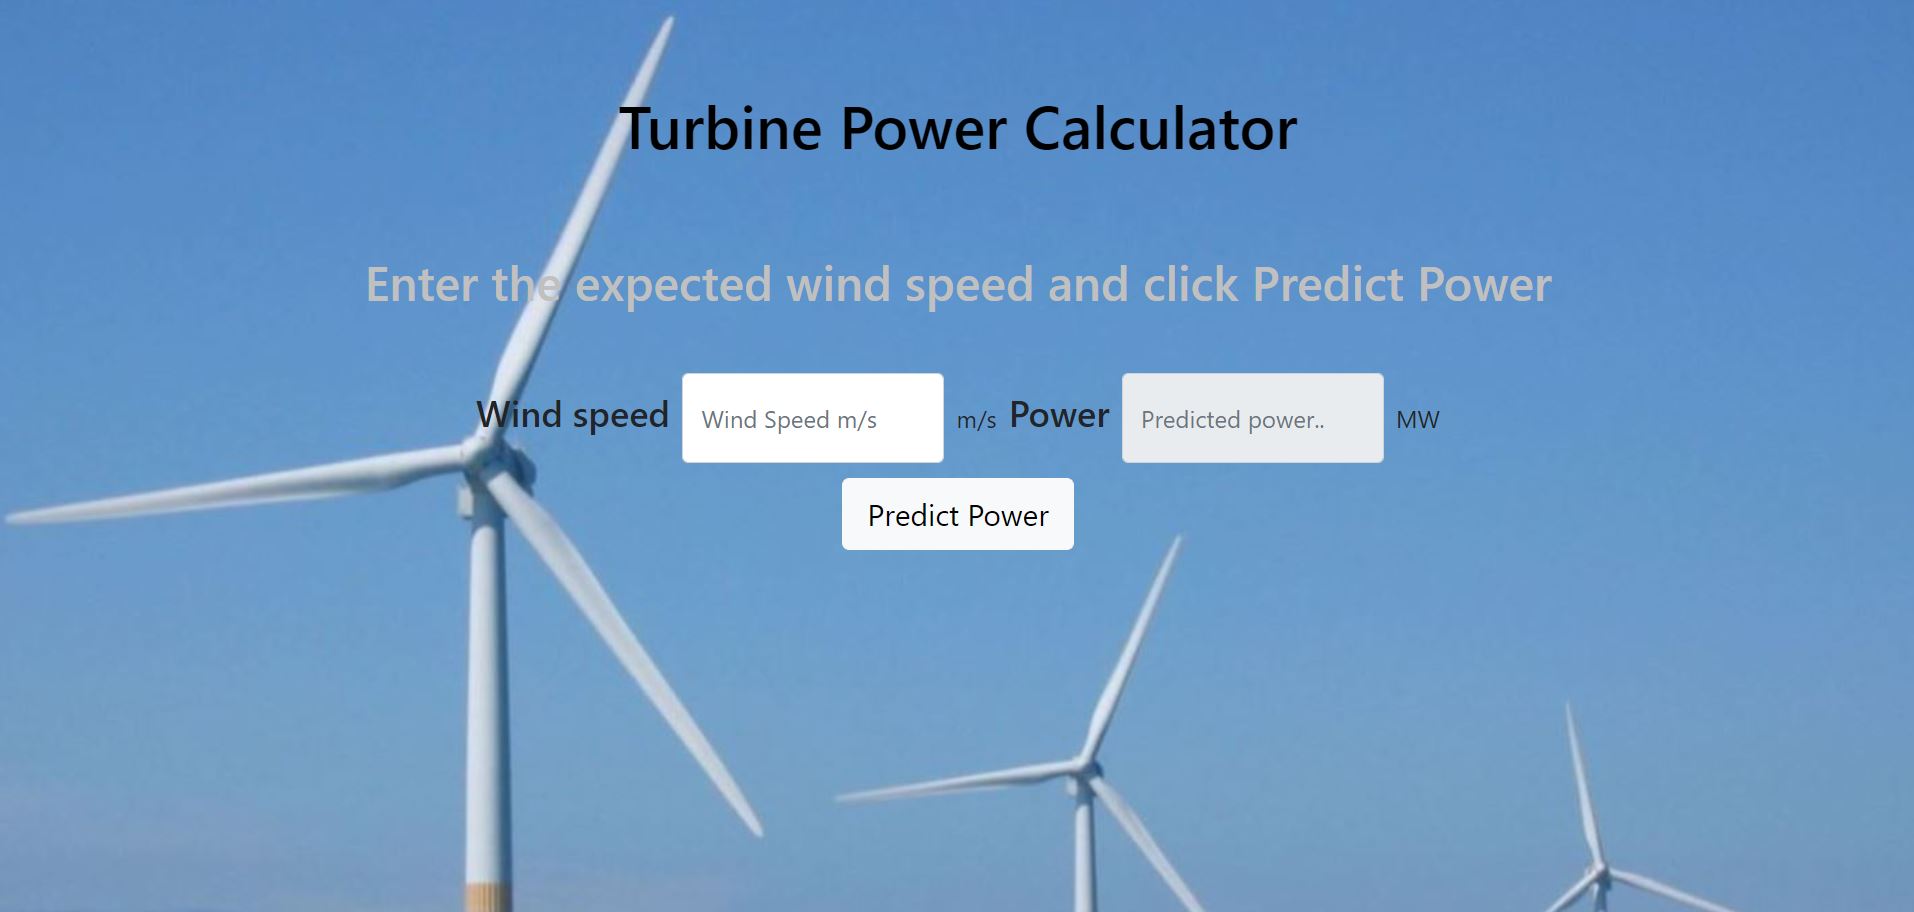 Turbine Power Calculator
Enter the expected wind speed and click Predict Power
Wind speed Wind Speed m/s m/s Power Predicted power.. MW
Predict Power